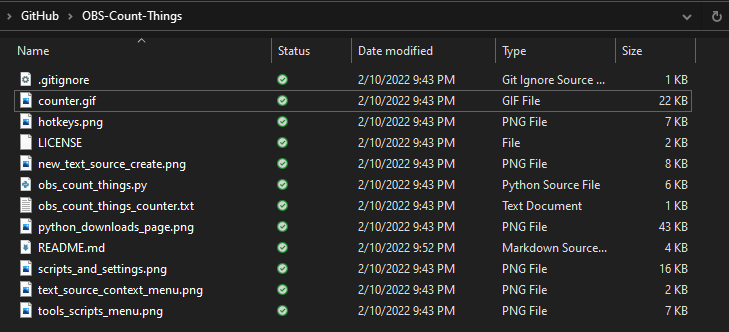 GitHub > OBS-Count-Things
Name Status Date modified Type Size
.gitignore 2/10/2022 9:43 PM Git Ignore Source ... 1 KB
counter.gif 2/10/2022 9:43 PM GIF File 22 KB
hotkeys.png 2/10/2022 9:43 PM PNG File 7 KB
LICENSE 2/10/2022 9:43 PM File 2 KB
new_text_source_create.png 2/10/2022 9:43 PM PNG File 8 KB
obs_count_things.py 2/10/2022 9:43 PM Python Source File 6 KB
obs_count_things_counter.txt 2/10/2022 9:43 PM Text Document 1 KB
python_downloads_page.png 2/10/2022 9:43 PM PNG File 43 KB
README.md 2/10/2022 9:52 PM Markdown Source... 4 KB
scripts_and_settings.png 2/10/2022 9:43 PM PNG File 16 KB
text_source_context_menu.png 2/10/2022 9:43 PM PNG File 2 KB
tools_scripts_menu.png 2/10/2022 9:43 PM PNG File 7 KB